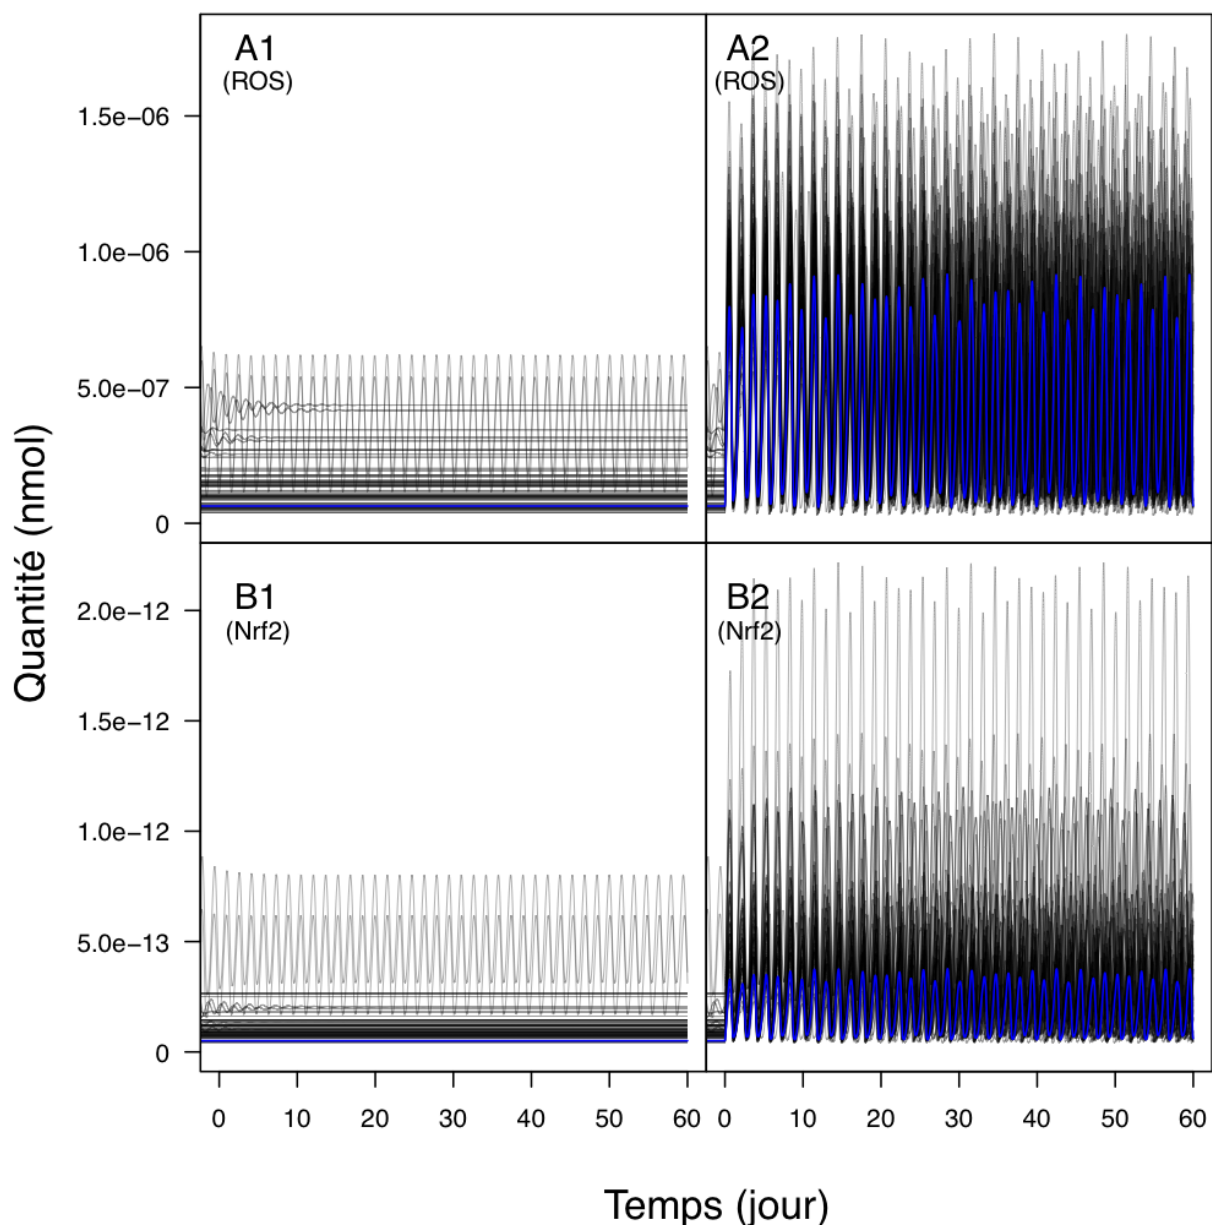 A1
(ROS)
A2
(ROS)
1.5e−06
1.0e−06
5.0e−07
0
B1
(Nrf2)
B2
(Nrf2)
2.0e−12
1.5e−12
1.0e−12
5.0e−13
0
Quantité (nmol)
0 10 20 30 40 50 60 0 10 20 30 40 50 60
Temps (jour)